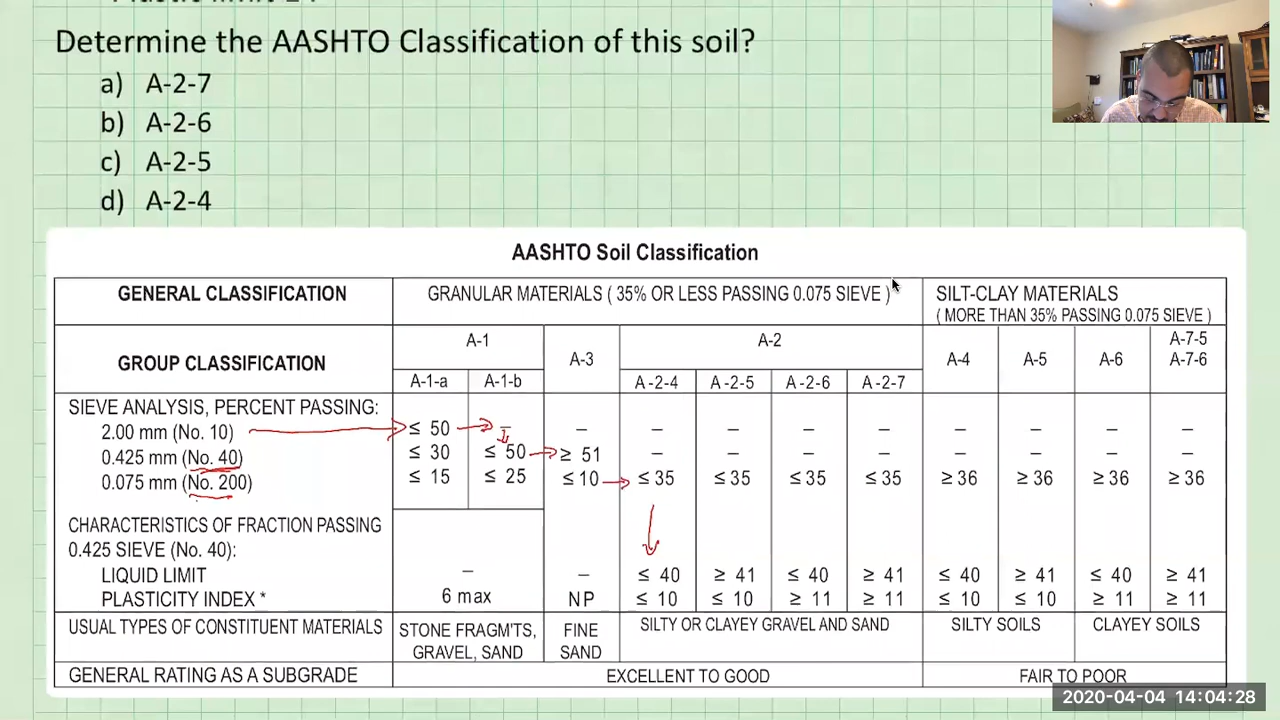 Determine the AASHTO Classification of this soil?
a) A-2-7
b) A-2-6
c) A-2-5
d) A-2-4
AASHTO Soil Classification
GENERAL CLASSIFICATION GRANULAR MATERIALS ( 35% OR LESS PASSING 0.075 SIEVE ) SILT-CLAY MATERIALS
( MORE THAN 35% PASSING 0.075 SIEVE )
GROUP CLASSIFICATION A-1 A-3 A-2 A-4 A-5 A-6 A-7-5
A-7-6
A-1-a A-1-b A-2-4 A-2-5 A-2-6 A-2-7
SIEVE ANALYSIS, PERCENT PASSING:
2.00 mm (No. 10) ≤ 50 – – – – – – – – – –
0.425 mm (No. 40) ≤ 30 ≤ 50 ≥ 51 – – – – – – – –
0.075 mm (No. 200) ≤ 15 ≤ 25 ≤ 10 ≤ 35 ≤ 35 ≤ 35 ≤ 35 ≥ 36 ≥ 36 ≥ 36 ≥ 36
CHARACTERISTICS OF FRACTION PASSING
0.425 SIEVE (No. 40):
LIQUID LIMIT – – ≤ 40 ≥ 41 ≤ 40 ≥ 41 ≤ 40 ≥ 41 ≤ 40 ≥ 41
PLASTICITY INDEX * 6 max NP ≤ 10 ≤ 10 ≥ 11 ≥ 11 ≤ 10 ≤ 10 ≥ 11 ≥ 11
USUAL TYPES OF CONSTITUENT MATERIALS STONE FRAGM'TS, FINE SILTY OR CLAYEY GRAVEL AND SAND SILTY SOILS CLAYEY SOILS
GRAVEL, SAND SAND
GENERAL RATING AS A SUBGRADE EXCELLENT TO GOOD FAIR TO POOR
2020-04-04 14:04:28